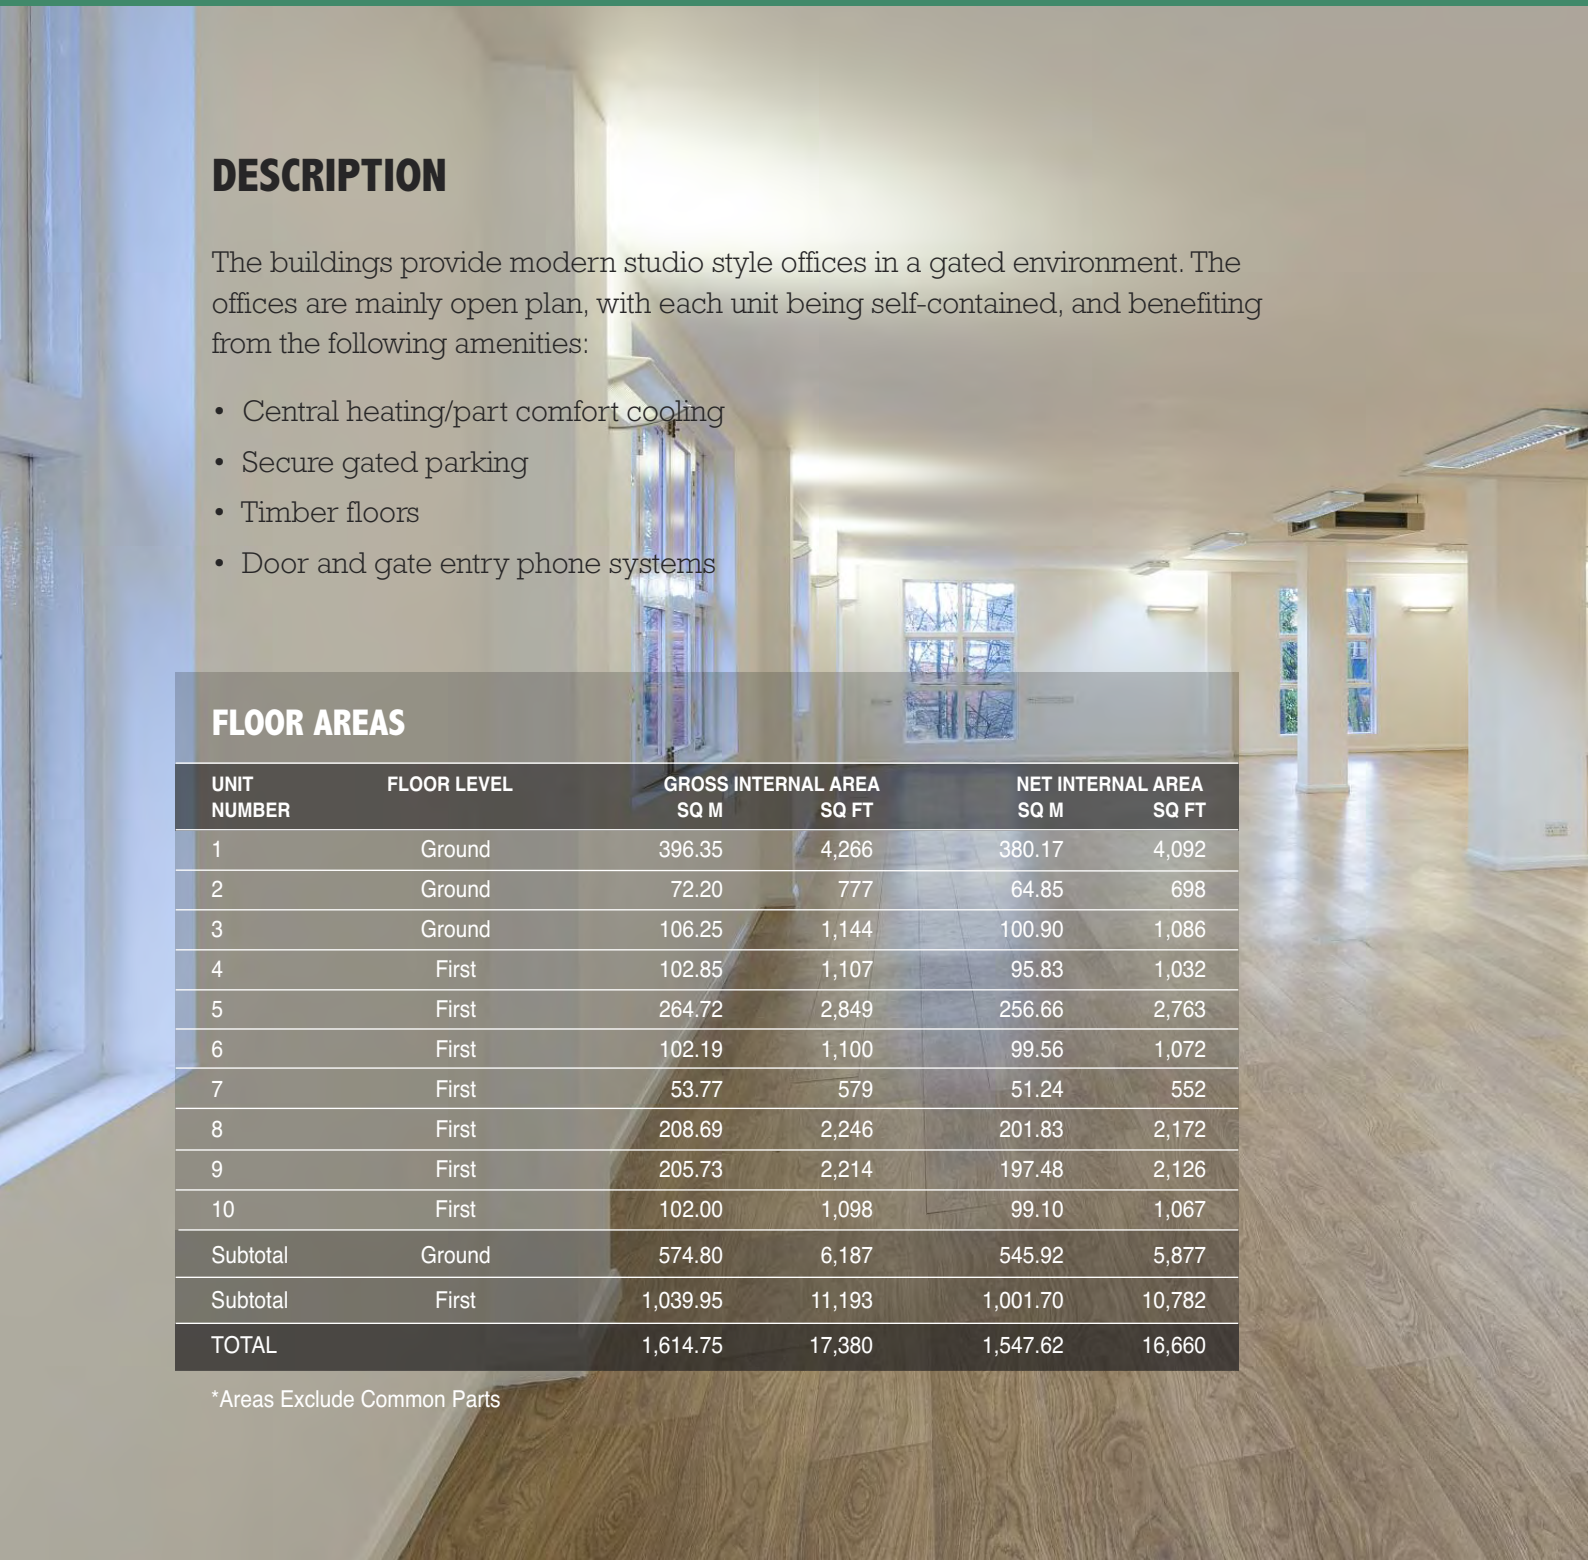 DESCRIPTION
The buildings provide modern studio style offices in a gated environment. The
offices are mainly open plan, with each unit being self-contained, and benefiting
from the following amenities:
• Central heating/part comfort cooling
• Secure gated parking
• Timber floors
• Door and gate entry phone systems
FLOOR AREAS
UNIT FLOOR LEVEL GROSS INTERNAL AREA NET INTERNAL AREA
NUMBER SQ M SQ FT SQ M SQ FT
1 Ground 396.35 4,266 380.17 4,092
2 Ground 72.20 777 64.85 698
3 Ground 106.25 1,144 100.90 1,086
4 First 102.85 1,107 95.83 1,032
5 First 264.72 2,849 256.66 2,763
6 First 102.19 1,100 99.56 1,072
7 First 53.77 579 51.24 552
8 First 208.69 2,246 201.83 2,172
9 First 205.73 2,214 197.48 2,126
10 First 102.00 1,098 99.10 1,067
Subtotal Ground 574.80 6,187 545.92 5,877
Subtotal First 1,039.95 11,193 1,001.70 10,782
TOTAL 1,614.75 17,380 1,547.62 16,660
*Areas Exclude Common Parts